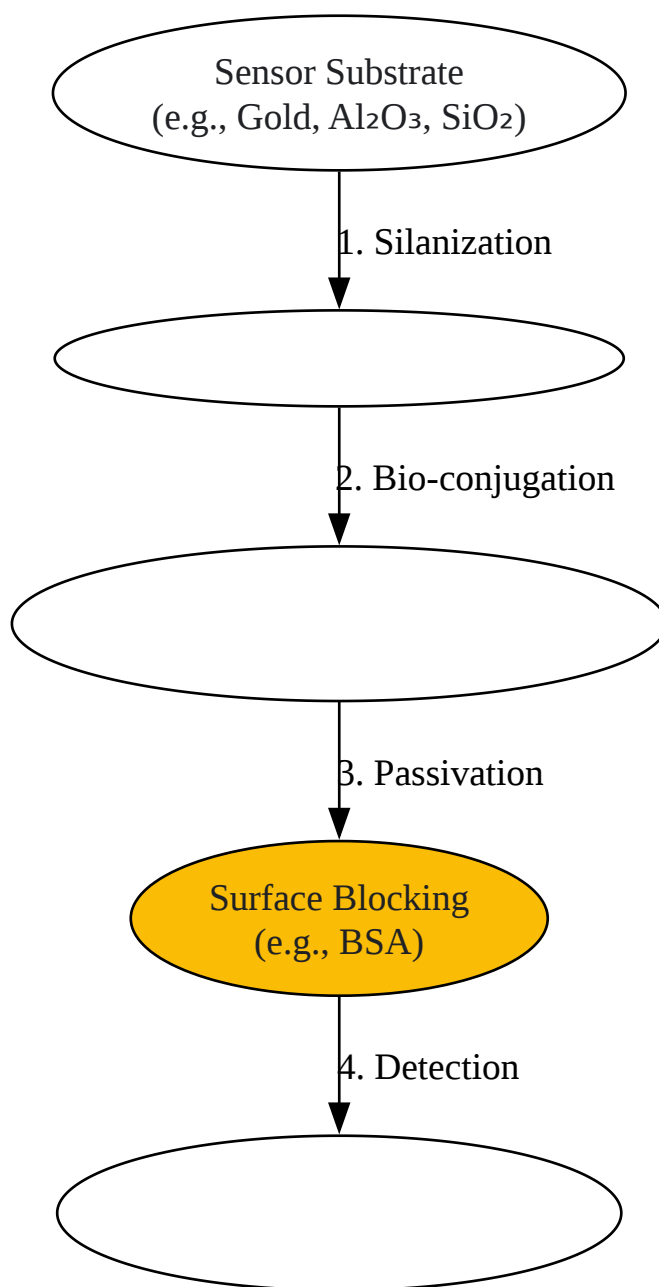 Sensor Substrate
(e.g., Gold, Al₂O₃, SiO₂)
1. Silanization
2. Bio-conjugation
3. Passivation
Surface Blocking
(e.g., BSA)
4. Detection